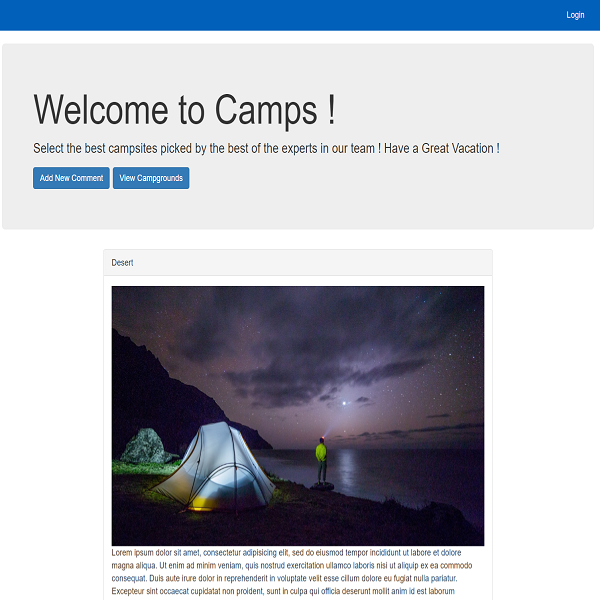 Login
Welcome to Camps !
Select the best campsites picked by the best of the experts in our team ! Have a Great Vacation !
Add New Comment View Campgrounds
Desert
Lorem ipsum dolor sit amet, consectetur adipisicing elit, sed do eiusmod tempor incididunt ut labore et dolore
magna aliqua. Ut enim ad minim veniam, quis nostrud exercitation ullamco laboris nisi ut aliquip ex ea commodo
consequat. Duis aute irure dolor in reprehenderit in voluptate velit esse cillum dolore eu fugiat nulla pariatur.
Excepteur sint occaecat cupidatat non proident, sunt in culpa qui officia deserunt mollit anim id est laborum